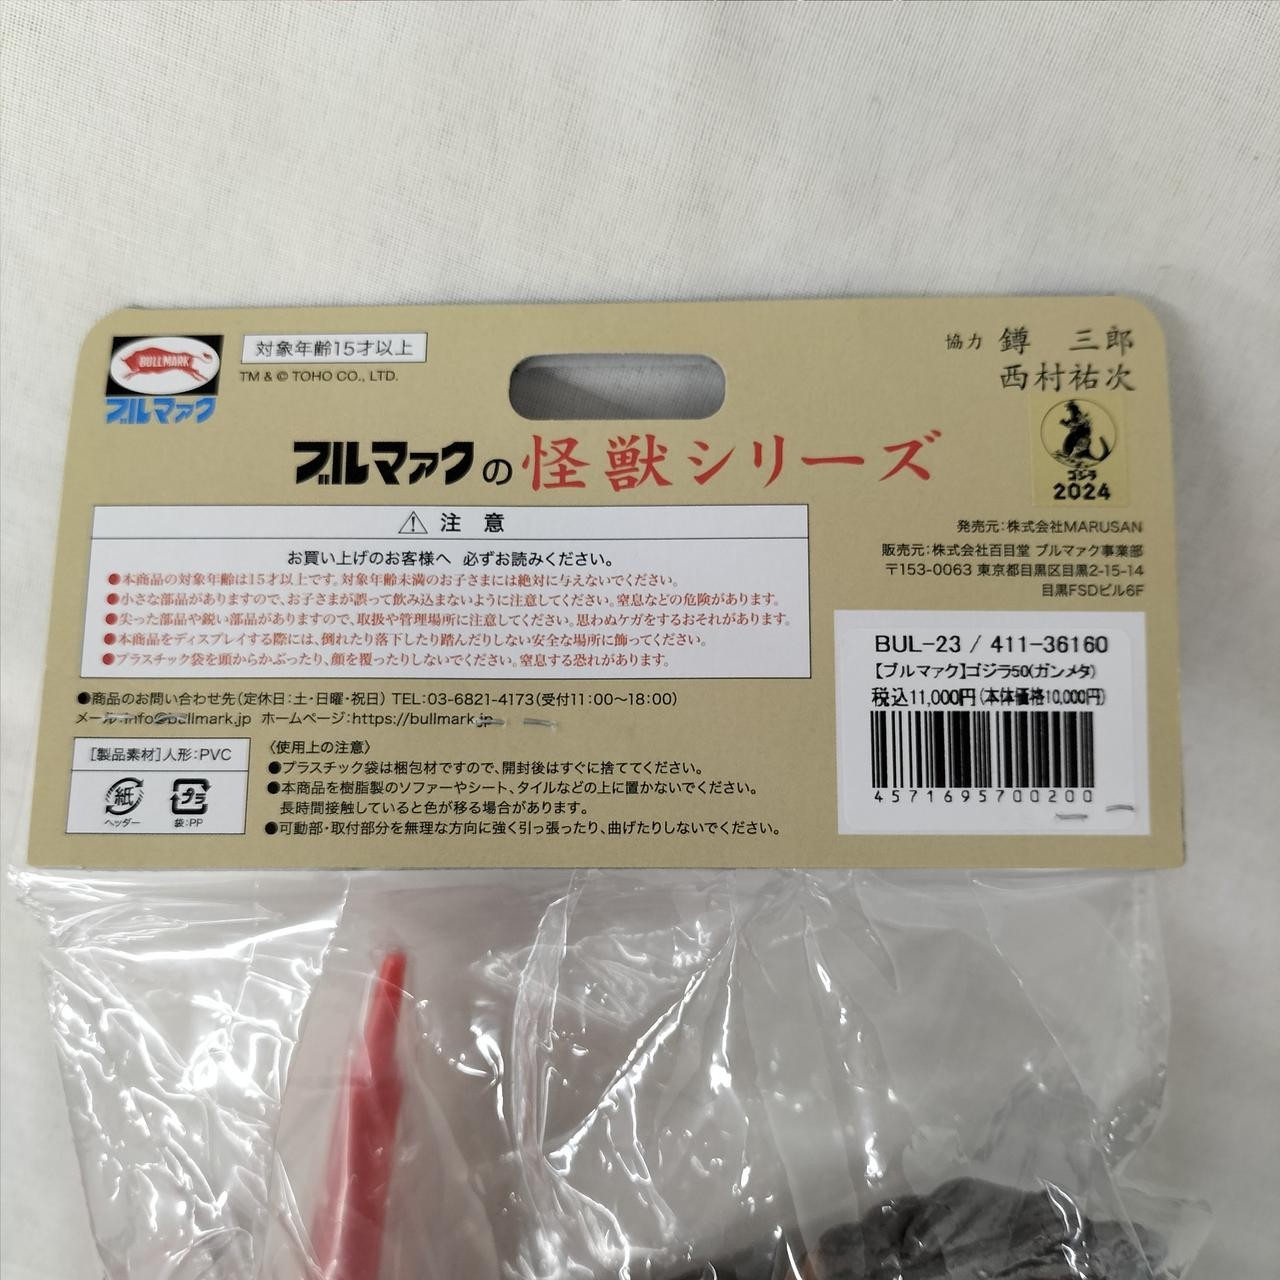 BULLMARK
ブルマァク
対象年齢15才以上
TM & © TOHO CO., LTD.
協力 鐏 三郎
西村祐次
ゴジラ
2024
ブルマァクの怪獣シリーズ
⚠ 注 意
お買い上げのお客様へ 必ずお読みください。
●本商品の対象年齢は15才以上です。対象年齢未満のお子さまには絶対に与えないでください。
●小さな部品がありますので、お子さまが誤って飲み込まないように注意してください。窒息などの危険があります。
●尖った部品や鋭い部品がありますので、取扱や管理場所に注意してください。思わぬケガをするおそれがあります。
●本商品をディスプレイする際には、倒れたり落下したり踏んだりしない安全な場所に飾ってください。
●プラスチック袋を頭からかぶったり、顔を覆ったりしないでください。窒息する恐れがあります。
●商品のお問い合わせ先(定休日:土・日曜・祝日) TEL:03-6821-4173(受付11:00〜18:00)
メール:info@bullmark.jp ホームページ:https://bullmark.jp
[製品素材]人形:PVC
紙
ヘッダー
プラ
袋:PP
〈使用上の注意〉
●プラスチック袋は梱包材ですので、開封後はすぐに捨ててください。
●本商品を樹脂製のソファーやシート、タイルなどの上に置かないでください。
長時間接触していると色が移る場合があります。
●可動部・取付部分を無理な方向に強く引っ張ったり、曲げたりしないでください。
発売元:株式会社MARUSAN
販売元:株式会社百目堂 ブルマァク事業部
〒153-0063 東京都目黒区目黒2-15-14
目黒FSDビル6F
BUL-23 / 411-36160
【ブルマァク】ゴジラ50(ガンメタ)
税込11,000円(本体価格10,000円)
4571695700200